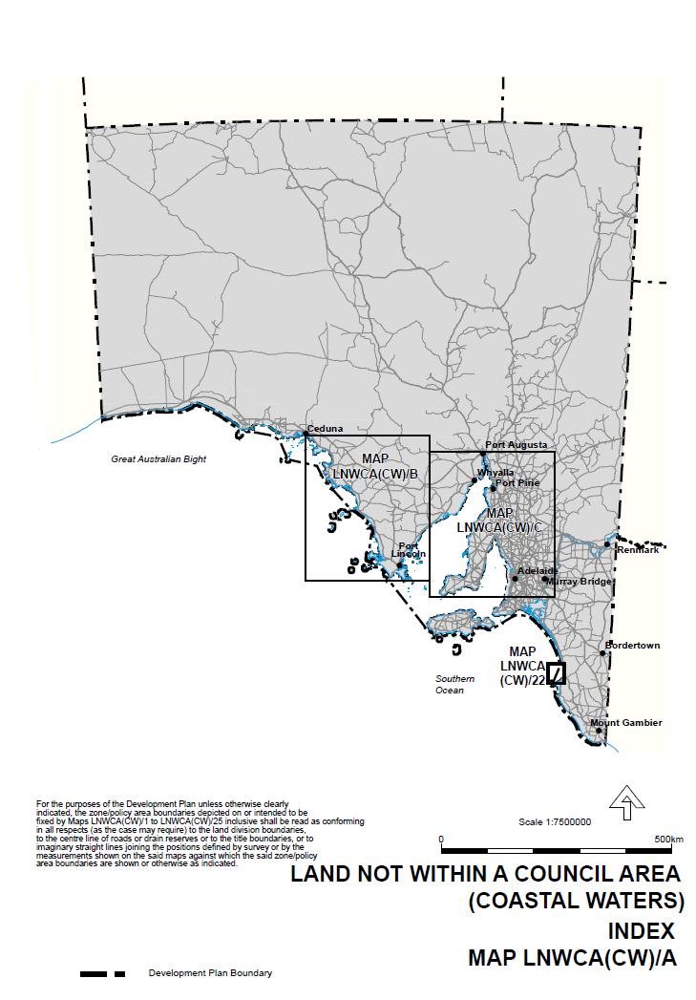 Ceduna
Port Augusta
Great Australian Bight
MAP
LNWCA(CW)/B
Whyalla
Port Pirie
MAP
LNWCA(CW)/C
Port
Lincoln
Renmark
Adelaide
Murray Bridge
Bordertown
MAP
LNWCA
(CW)/22
Southern
Ocean
Mount Gambier
For the purposes of the Development Plan unless otherwise clearly
indicated, the zone/policy area boundaries depicted on or intended to be
fixed by Maps LNWCA(CW)/1 to LNWCA(CW)/25 inclusive shall be read as conforming
in all respects (as the case may require) to the land division boundaries,
to the centre line of roads or drain reserves or to the title boundaries, or to
imaginary straight lines joining the positions defined by survey or by the
measurements shown on the said maps against which the said zone/policy
area boundaries are shown or otherwise as indicated.
Scale 1:7500000
0 500km
LAND NOT WITHIN A COUNCIL AREA
(COASTAL WATERS)
INDEX
MAP LNWCA(CW)/A
Development Plan Boundary